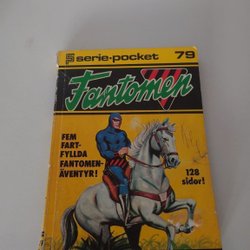 serie-pocket 79
Fantomen
FEM
FART-
FYLLDA
FANTOMEN-
ÄVENTYR!
128
sidor!